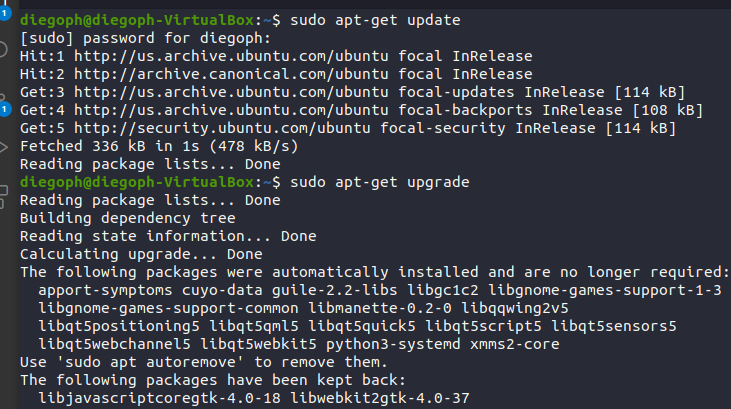 diegoph@diegoph-VirtualBox:~$ sudo apt-get update
[sudo] password for diegoph:
Hit:1 http://us.archive.ubuntu.com/ubuntu focal InRelease
Hit:2 http://archive.canonical.com/ubuntu focal InRelease
Get:3 http://us.archive.ubuntu.com/ubuntu focal-updates InRelease [114 kB]
Get:4 http://us.archive.ubuntu.com/ubuntu focal-backports InRelease [108 kB]
Get:5 http://security.ubuntu.com/ubuntu focal-security InRelease [114 kB]
Fetched 336 kB in 1s (478 kB/s)
Reading package lists... Done
diegoph@diegoph-VirtualBox:~$ sudo apt-get upgrade
Reading package lists... Done
Building dependency tree
Reading state information... Done
Calculating upgrade... Done
The following packages were automatically installed and are no longer required:
  apport-symptoms cuyo-data guile-2.2-libs libgc1c2 libgnome-games-support-1-3
  libgnome-games-support-common libmanette-0.2-0 libqqwing2v5
  libqt5positioning5 libqt5qml5 libqt5quick5 libqt5script5 libqt5sensors5
  libqt5webchannel5 libqt5webkit5 python3-systemd xmms2-core
Use 'sudo apt autoremove' to remove them.
The following packages have been kept back:
  libjavascriptcoregtk-4.0-18 libwebkit2gtk-4.0-37
1
1